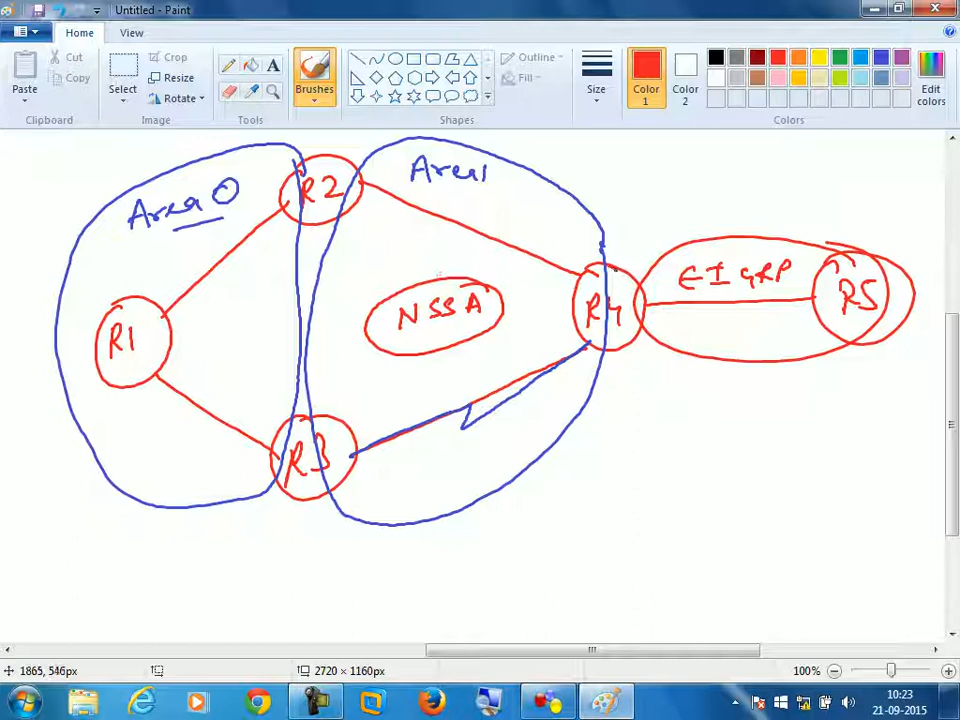 Untitled - Paint
Home View
Paste
Cut
Copy
Clipboard
Select
Crop
Resize
Rotate
Image
A
Tools
Brushes
Outline
Fill
Shapes
Size
Color 1
Color 2
Edit colors
Colors
Area 0
R2
Area1
R1
NSSA
R4
EIGRP
R5
R3
1865, 546px
2720 × 1160px
100%
10:23
21-09-2015